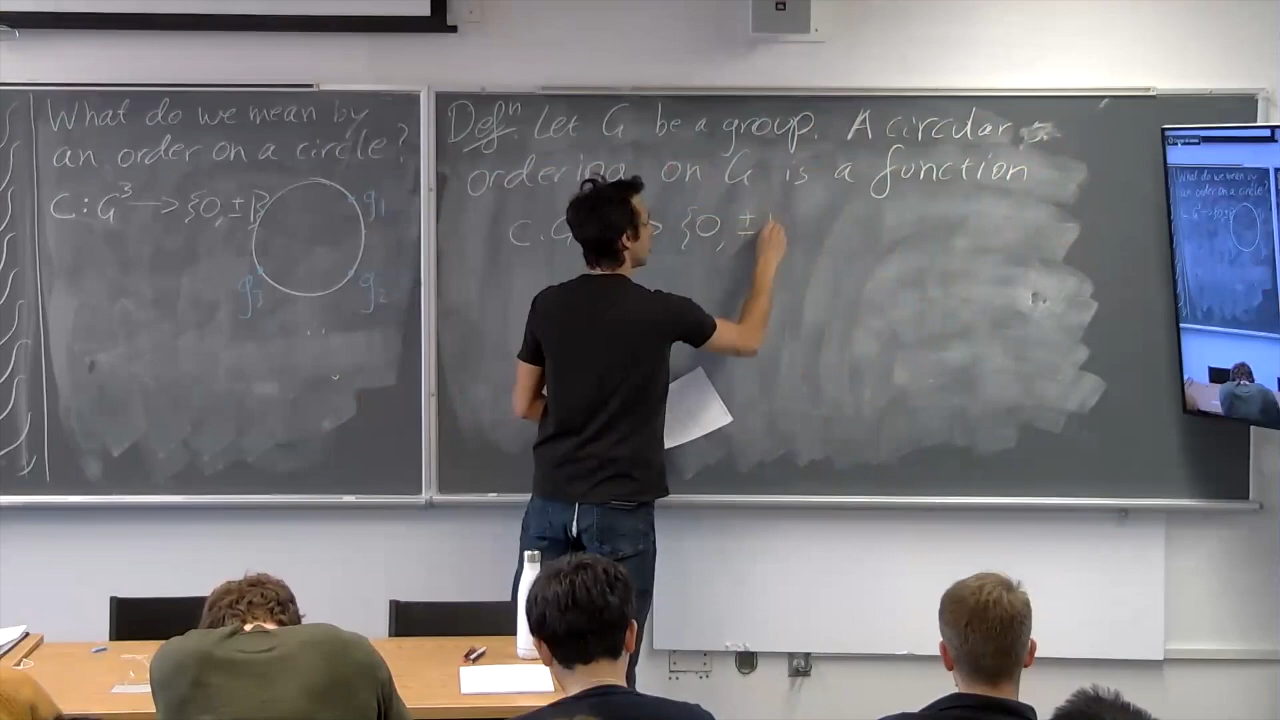 What do we mean by
an order on a circle?
C: G³ → {0, ±1}
g₁
g₃
g₂
Defⁿ Let G be a group. A circular
ordering on G is a function
C: G → {0, ±1
What do we mean by
an order on a circle?